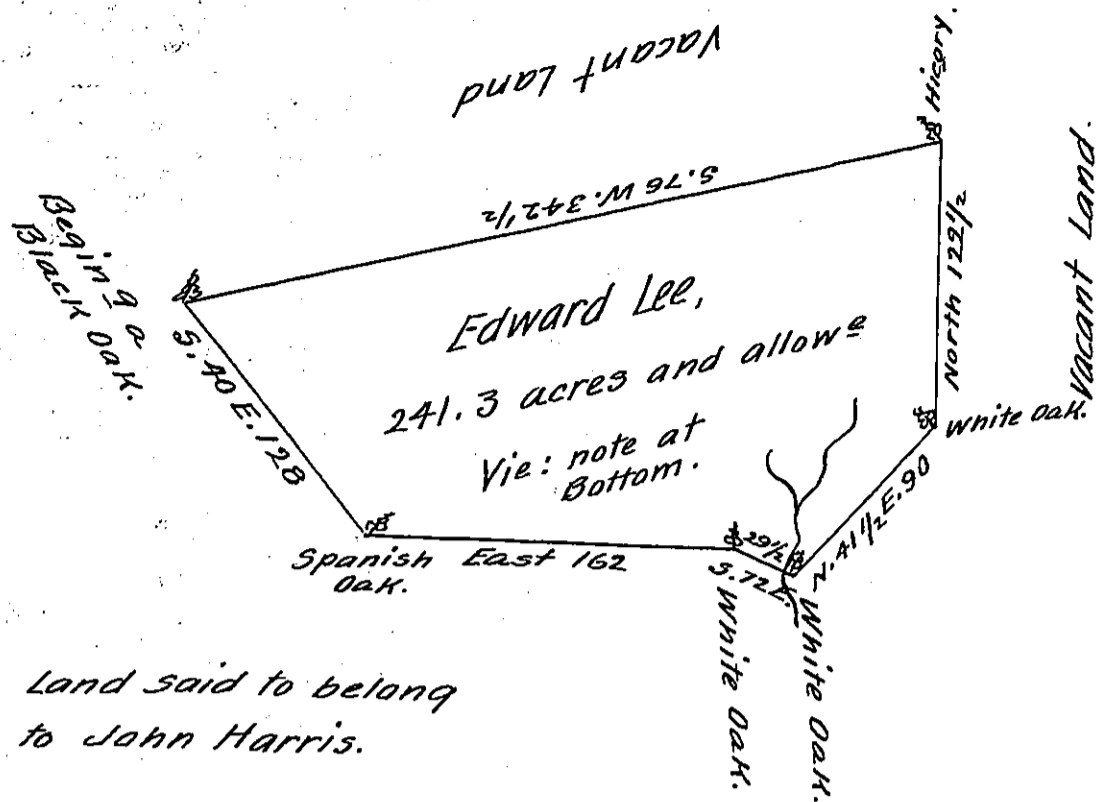 Vacant Land
Hicory.
Vacant Land.
S. 76 W. 342 1/2
North 122 1/2
Begin g a
Black Oak.
S. 40 E. 128
Edward Lee,
241.3 acres and allow e
Vie: note at
Bottom.
White Oak.
N. 41 1/2 E. 90
29 1/2
S. 72 E.
Spanish East 162
Oak.
White Oak.
White Oak.
Land said to belong
to John Harris.